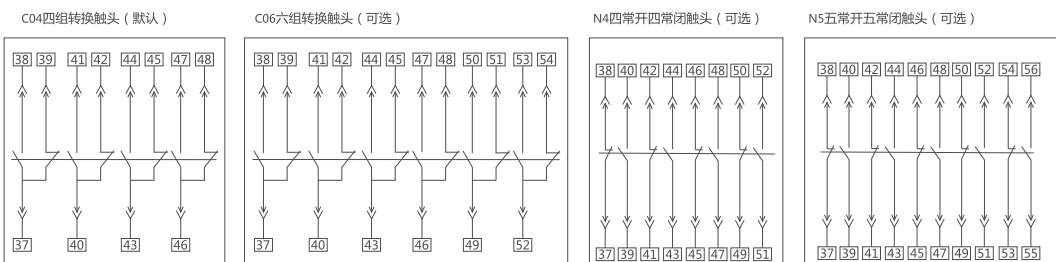 C04四组转换触头（默认）
C06六组转换触头（可选）
N4四常开四常闭触头（可选）
N5五常开五常闭触头（可选）
38 39 41 42 44 45 47 48
38 39 41 42 44 45 47 48 50 51 53 54
38 40 42 44 46 48 50 52
38 40 42 44 46 48 50 52 54 56
37 40 43 46
37 40 43 46 49 52
37 39 41 43 45 47 49 51
37 39 41 43 45 47 49 51 53 55